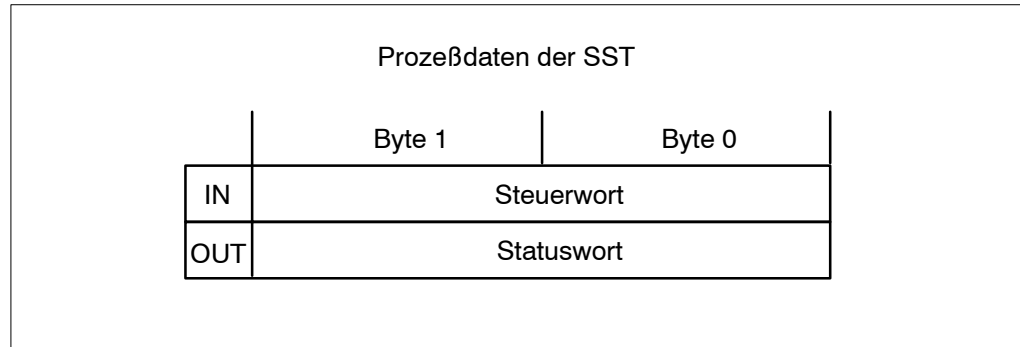 Prozeßdaten der SST
Byte 1 Byte 0
IN Steuerwort
OUT Statuswort